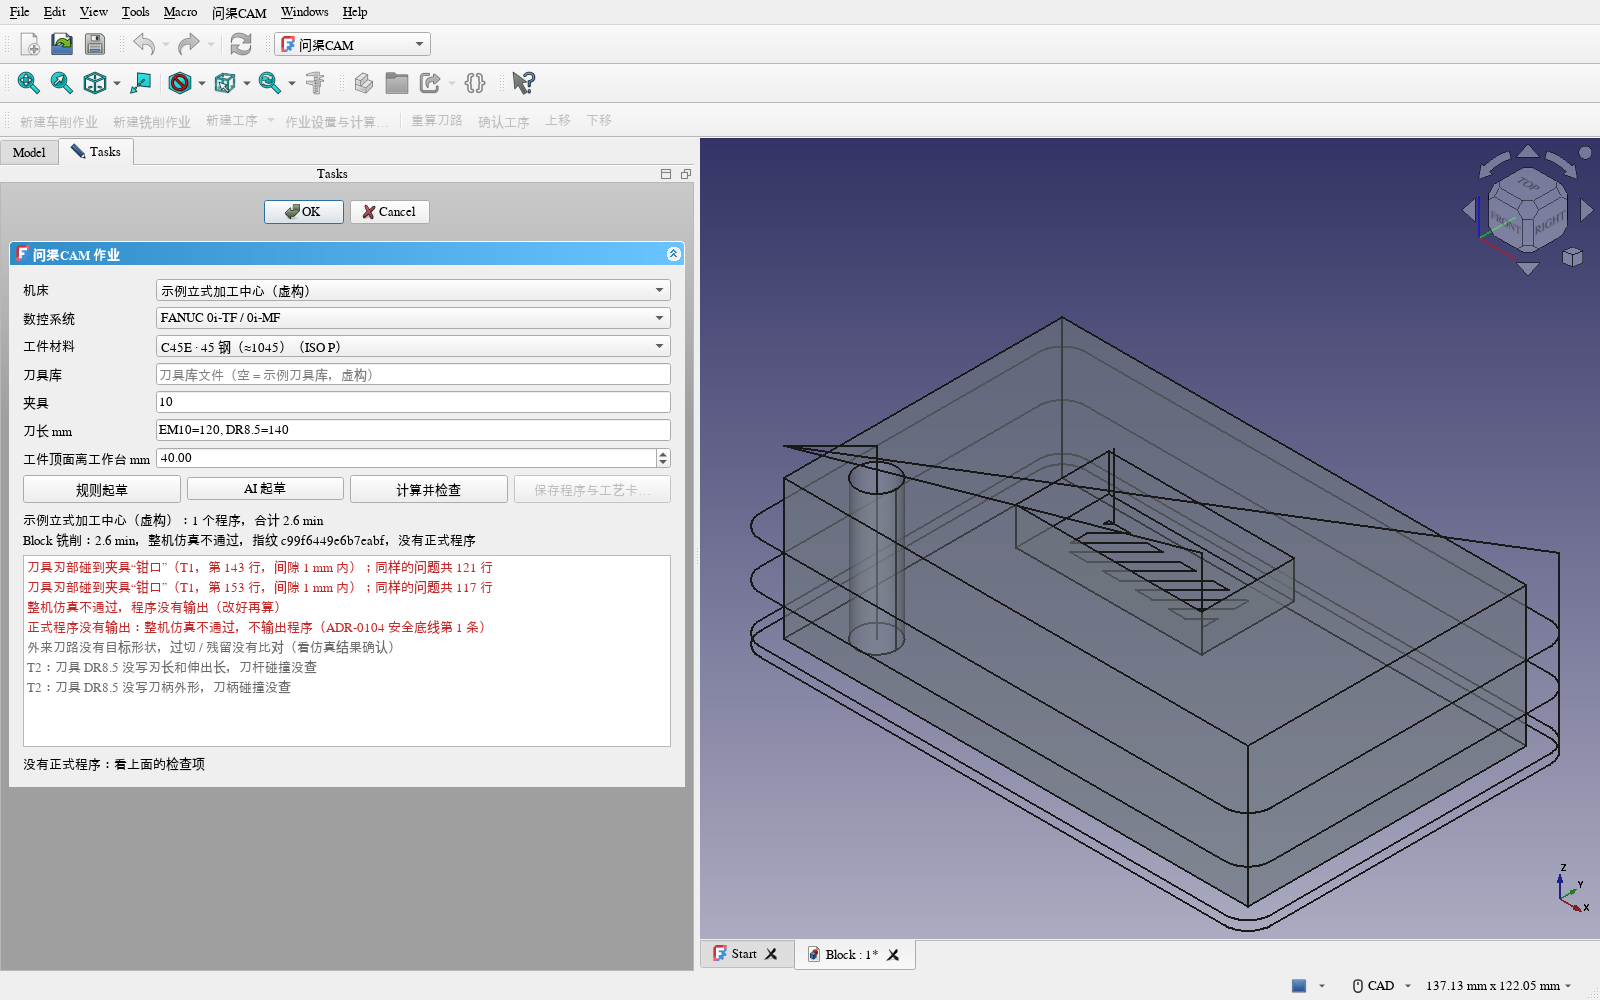 File Edit View Tools Macro 问渠CAM Windows Help
问渠CAM
新建车削作业 新建铣削作业 新建工序 作业设置与计算... 重算刀路 确认工序 上移 下移
Model Tasks
Tasks
OK Cancel
问渠CAM 作业
机床 示例立式加工中心（虚构）
数控系统 FANUC 0i-TF / 0i-MF
工件材料 C45E · 45 钢（≈1045）（ISO P）
刀具库 刀具库文件（空 = 示例刀具库，虚构）
夹具 10
刀长 mm EM10=120, DR8.5=140
工件顶面离工作台 mm 40.00
规则起草 AI 起草 计算并检查 保存程序与工艺卡...
示例立式加工中心（虚构）：1 个程序，合计 2.6 min
Block 铣削：2.6 min，整机仿真不通过，指纹 c99f6449e6b7eabf，没有正式程序
刀具刃部碰到夹具“钳口”（T1，第 143 行，间隙 1 mm 内）；同样的问题共 121 行
刀具刃部碰到夹具“钳口”（T1，第 153 行，间隙 1 mm 内）；同样的问题共 117 行
整机仿真不通过，程序没有输出（改好再算）
正式程序没有输出：整机仿真不通过，不输出程序（ADR-0104 安全底线第 1 条）
外来刀路没有目标形状，过切 / 残留没有比对（看仿真结果确认）
T2：刀具 DR8.5 没写刃长和伸出长，刀杆碰撞没查
T2：刀具 DR8.5 没写刀柄外形，刀柄碰撞没查
没有正式程序：看上面的检查项
TOP
FRONT RIGHT
Z
Y
X
Start Block : 1*
CAD 137.13 mm x 122.05 mm